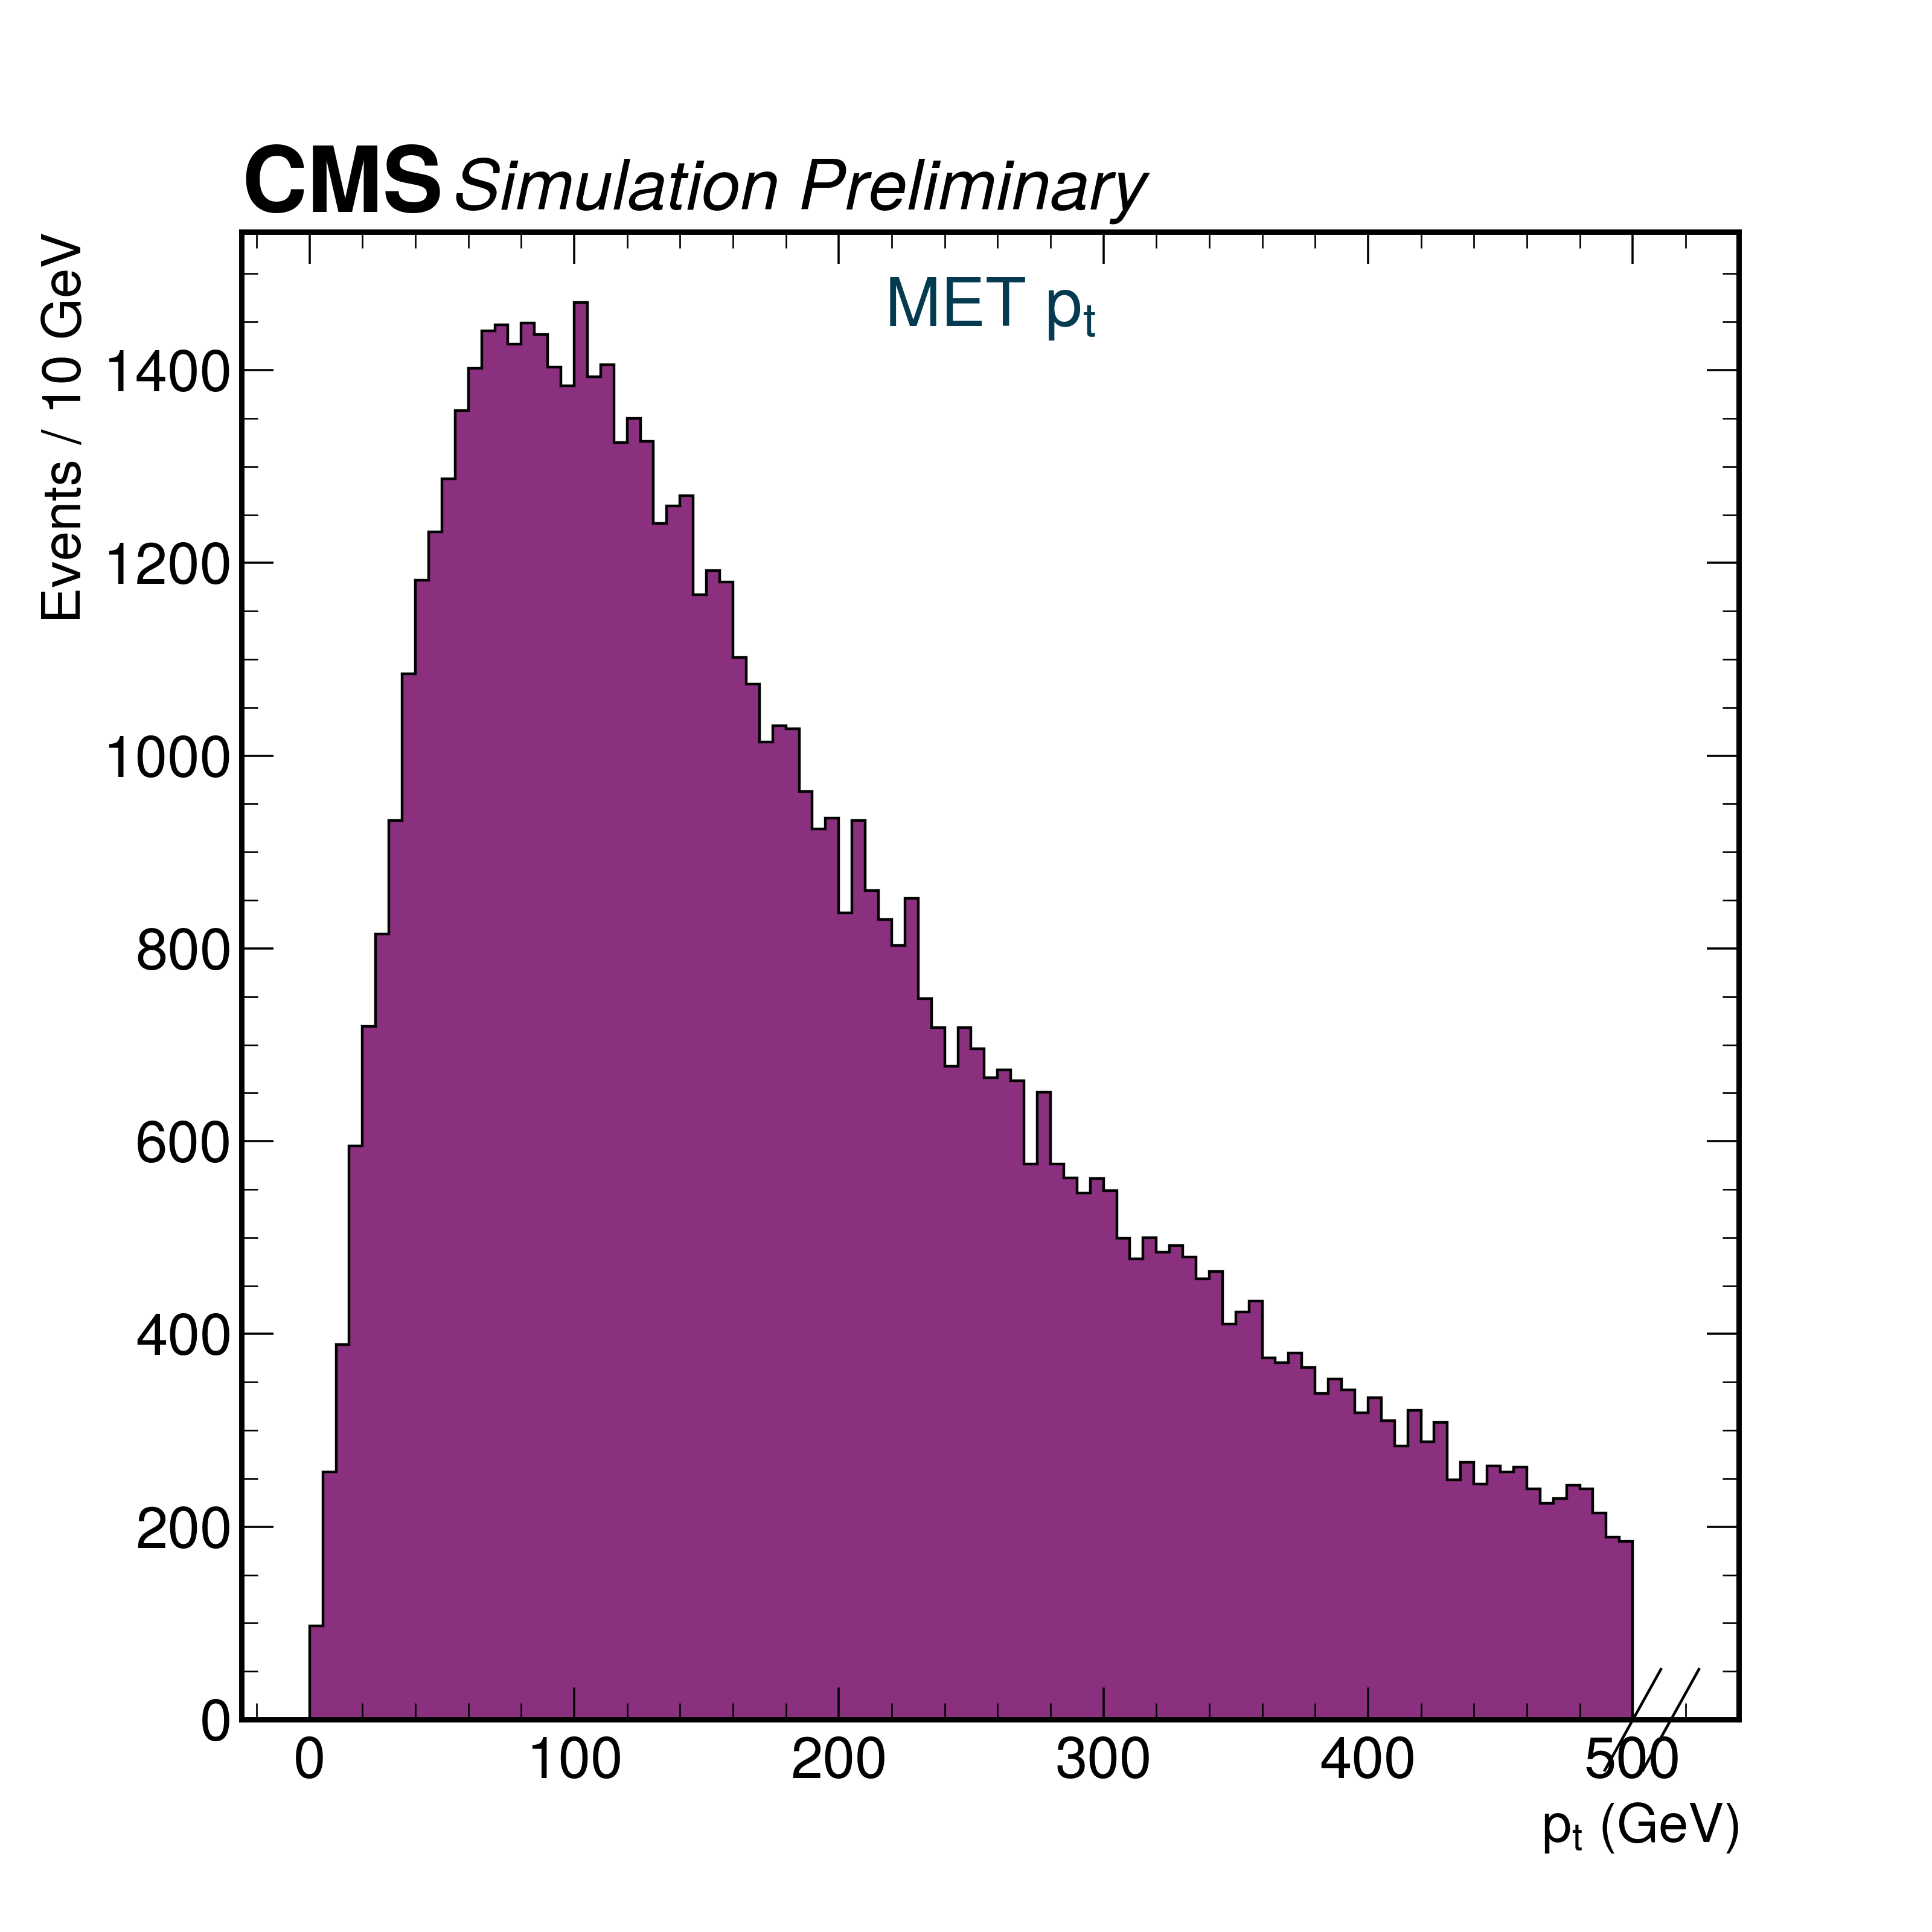 CMS Simulation Preliminary
Events / 10 GeV
MET pt
1400
1200
1000
800
600
400
200
0
0 100 200 300 400 500
pt (GeV)